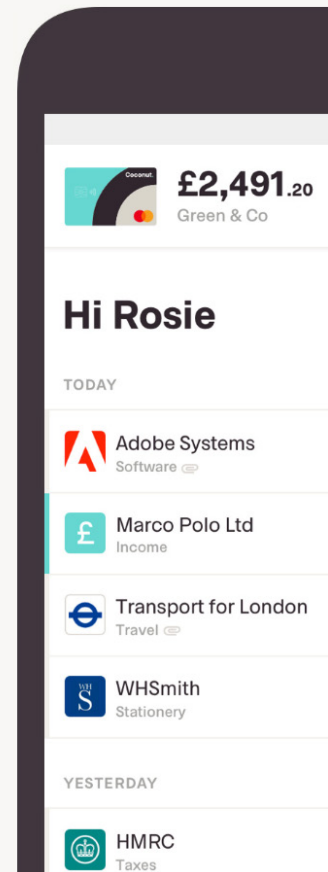 Coconut.
£2,491.20
Green & Co
Hi Rosie
TODAY
Adobe Systems
Software
£
Marco Polo Ltd
Income
Transport for London
Travel
WH
S
WHSmith
Stationery
YESTERDAY
HMRC
Taxes